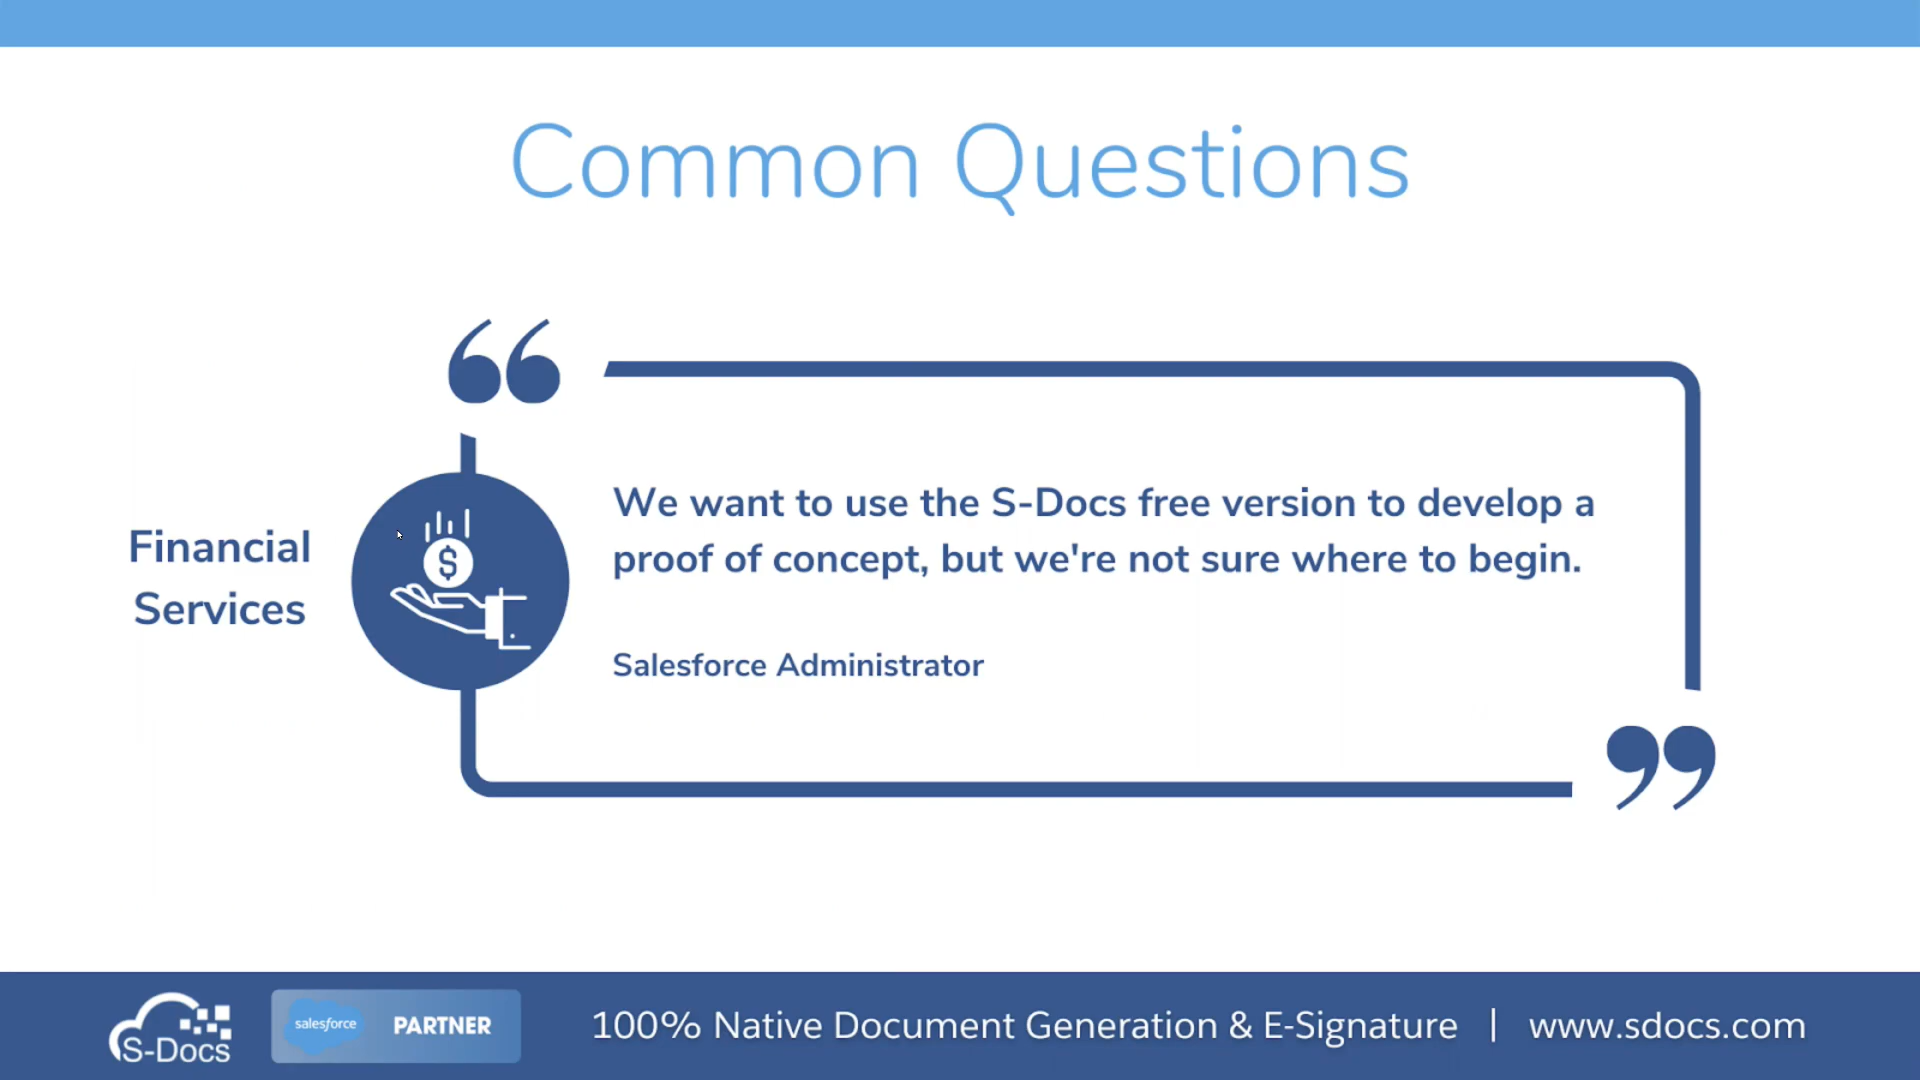 Common Questions
“
We want to use the S-Docs free version to develop a
proof of concept, but we're not sure where to begin.
Salesforce Administrator
”
Financial
Services
$
S-Docs
salesforce PARTNER
100% Native Document Generation & E-Signature | www.sdocs.com